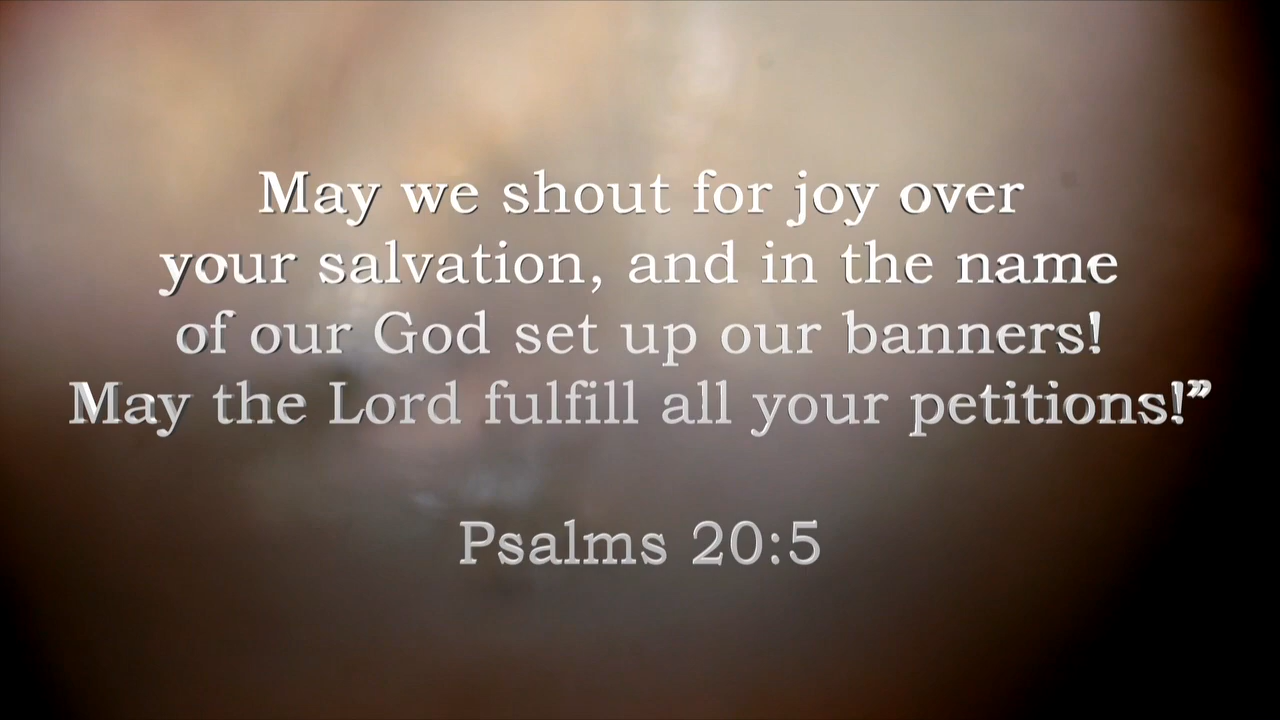 May we shout for joy over
your salvation, and in the name
of our God set up our banners!
May the Lord fulfill all your petitions!”
Psalms 20:5